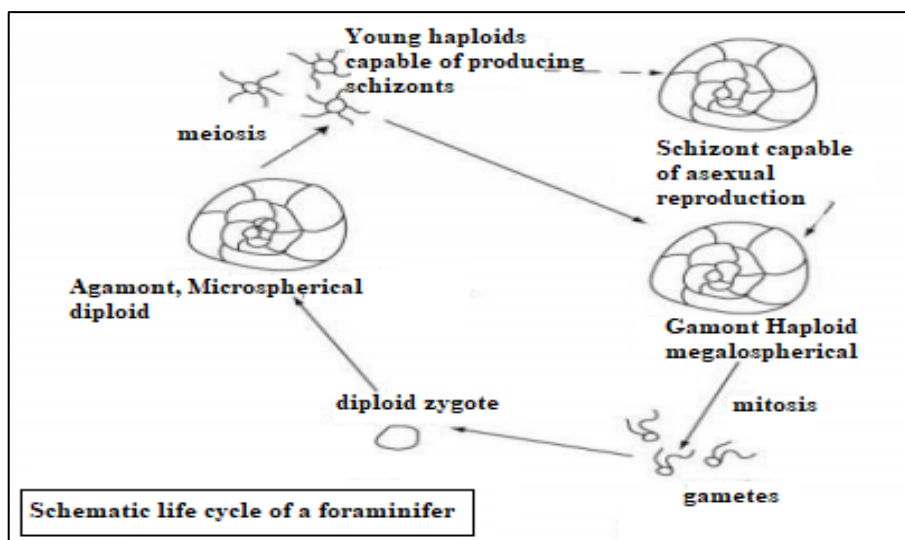 Young haploids
capable of producing
schizonts
meiosis
Schizont capable
of asexual
reproduction
Agamont, Microspherical
diploid
Gamont Haploid
megalospherical
diploid zygote
mitosis
gametes
Schematic life cycle of a foraminifer